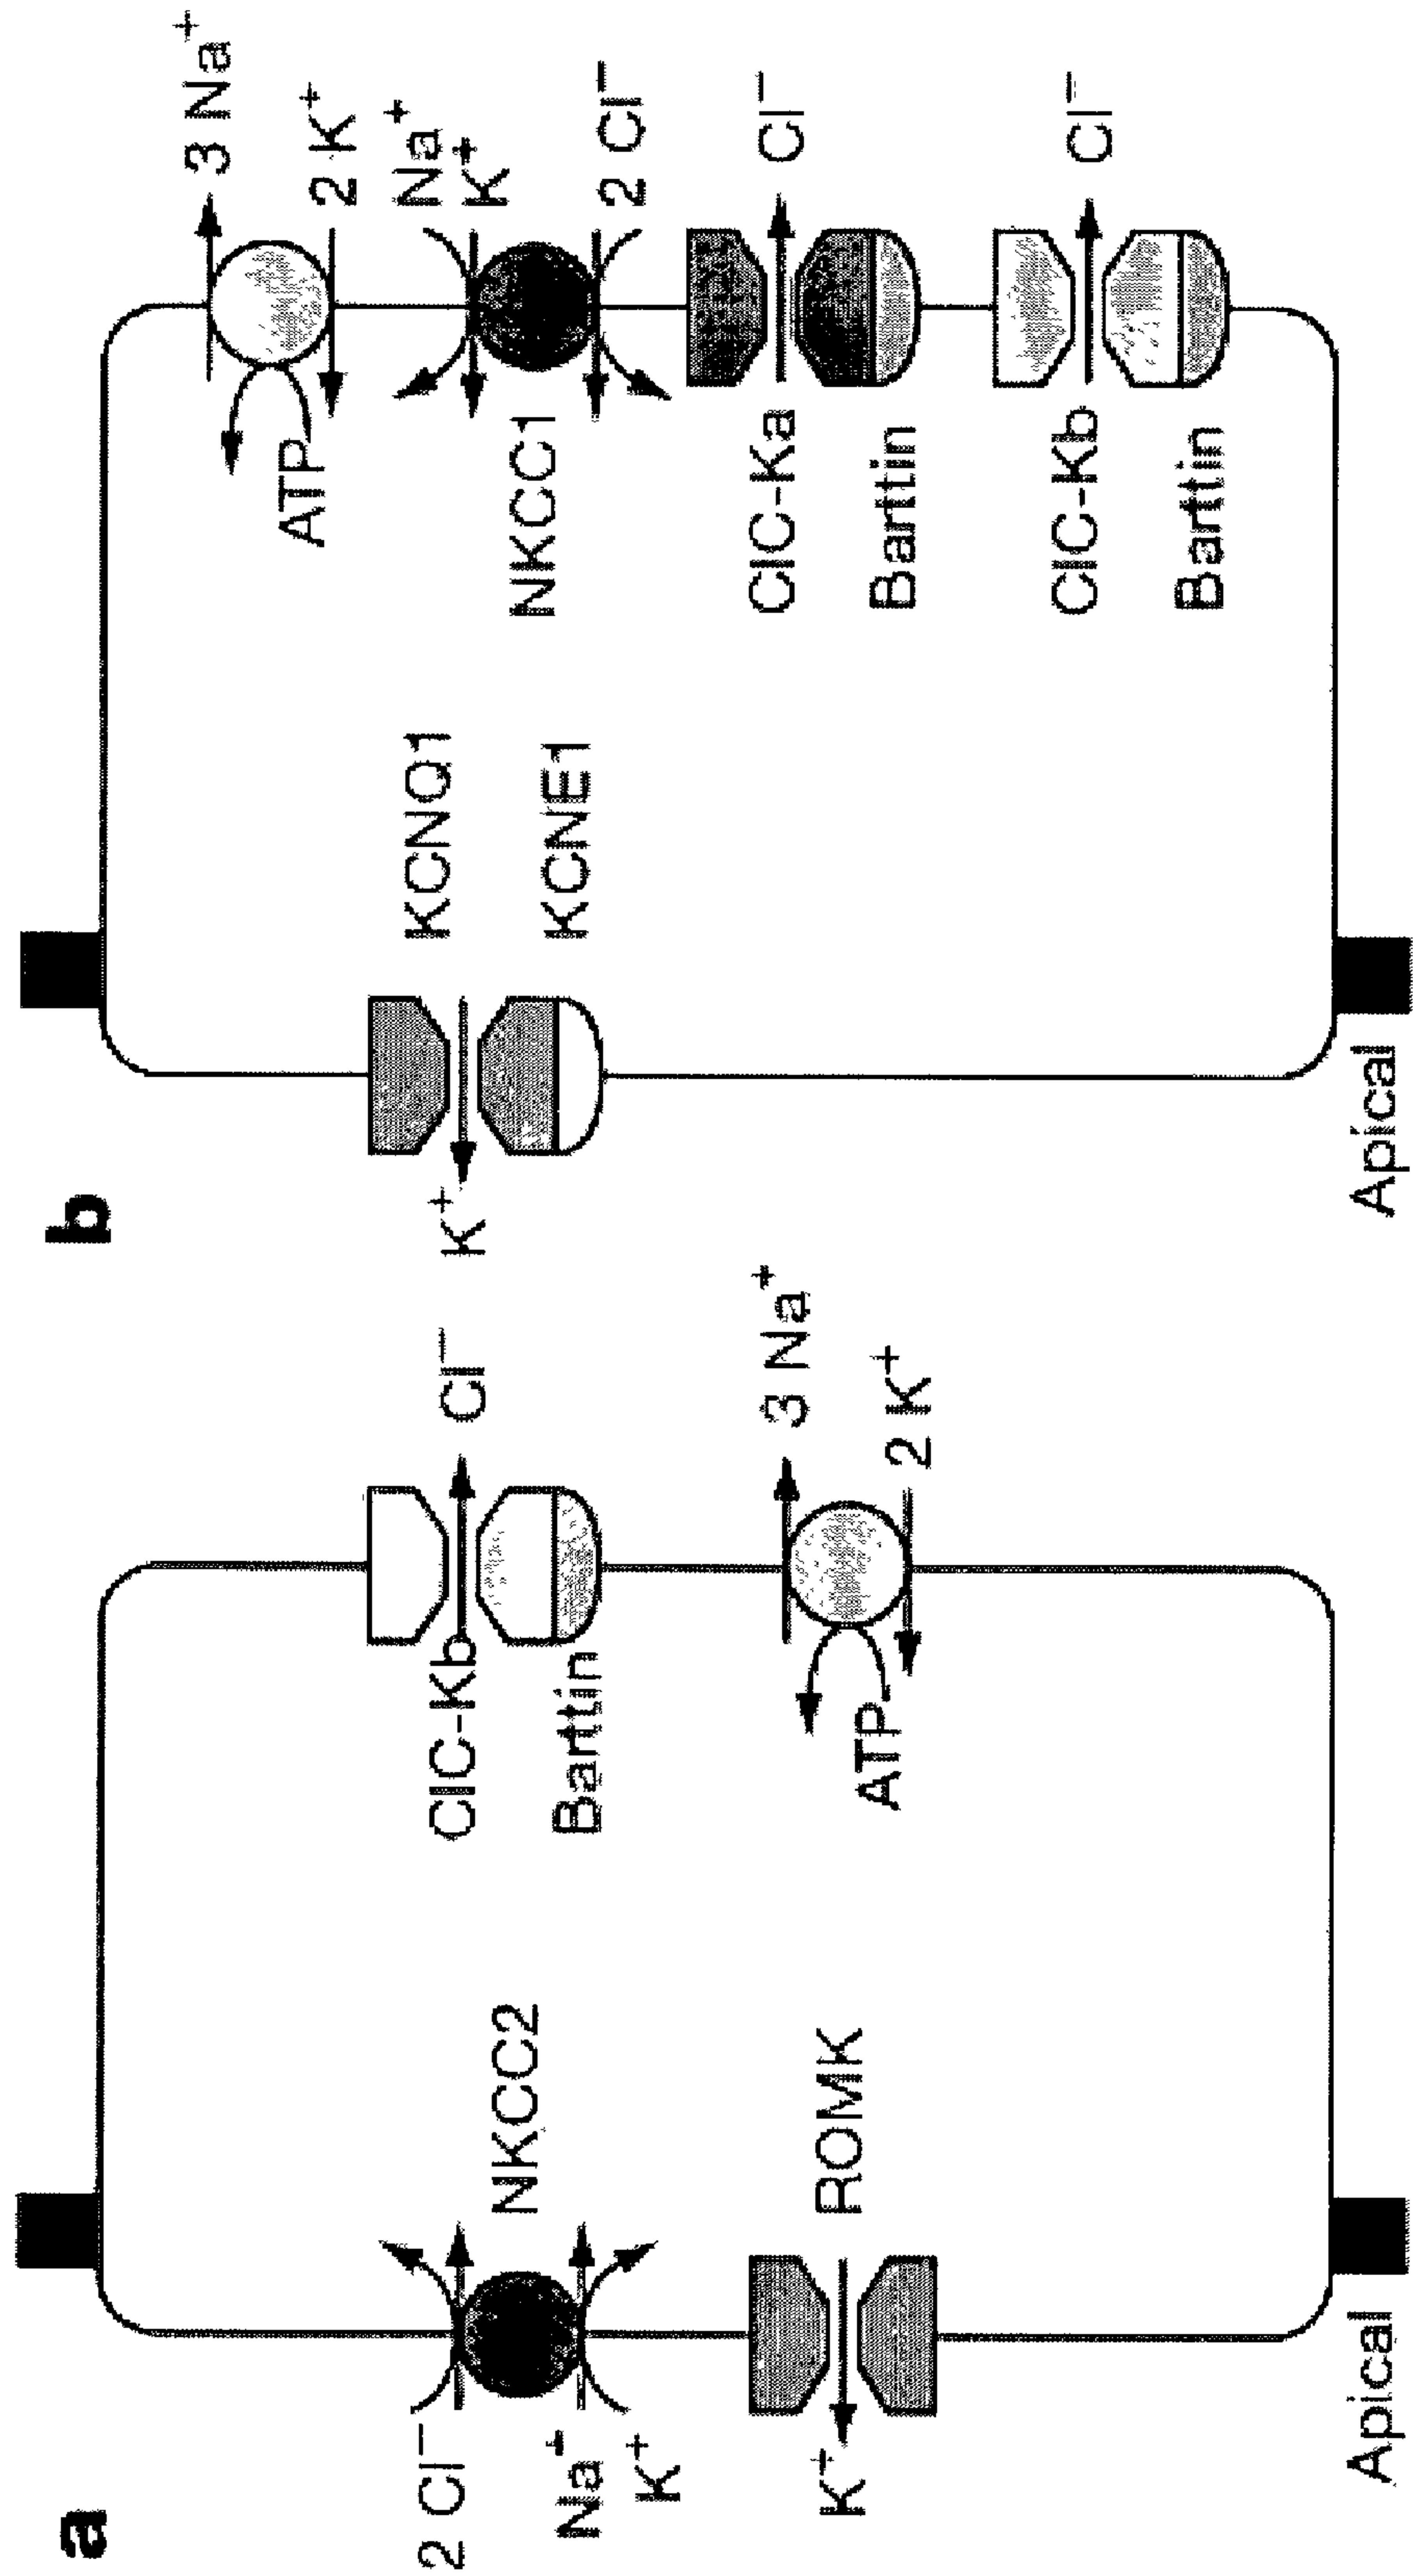 a
2 Cl⁻
Na⁺
K⁺
NKCC2
K⁺
ROMK
Apical
ClC-Kb
Barttin
Cl⁻
3 Na⁺
2 K⁺
ATP
b
K⁺
KCNQ1
KCNE1
Apical
3 Na⁺
ATP
2 K⁺
Na⁺
K⁺
NKCC1
2 Cl⁻
ClC-Ka
Cl⁻
Barttin
ClC-Kb
Cl⁻
Barttin